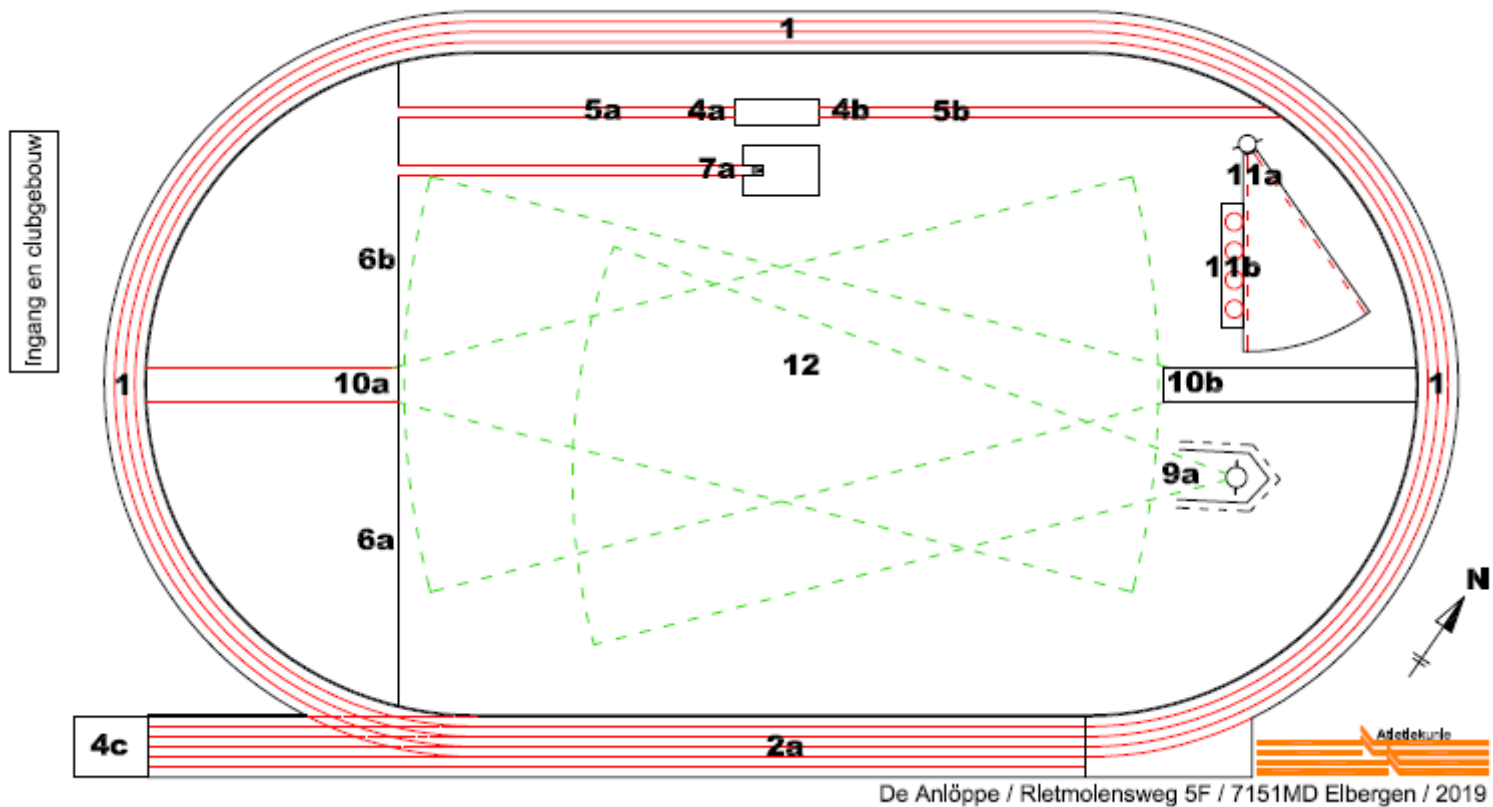 1
5a 4a 4b 5b
7a
11a
6b
11b
Ingang en clubgebouw
12
1 10a 10b 1
9a
6a
N
4c 2a
Atletiekunie
De Anlöppe / Rletmolensweg 5F / 7151MD Elbergen / 2019